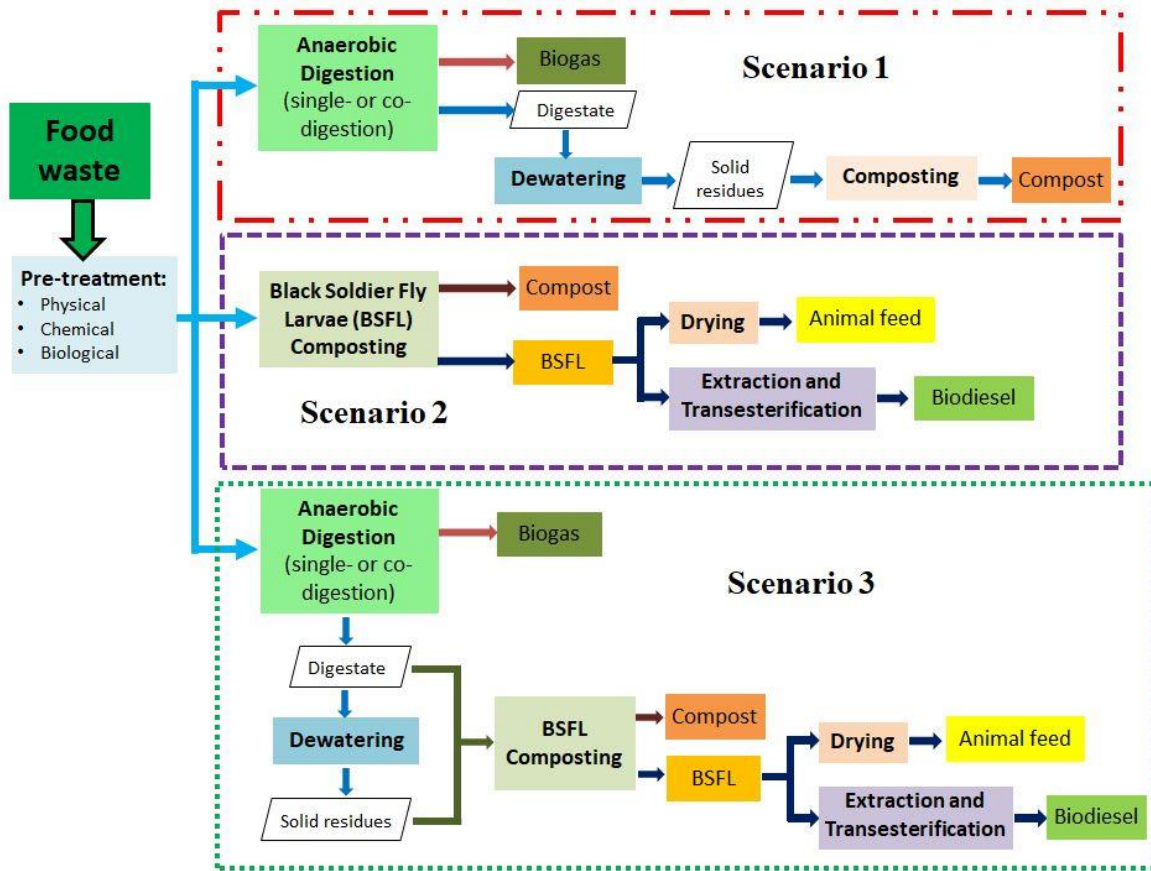 Food
waste
Pre-treatment:
• Physical
• Chemical
• Biological
Anaerobic
Digestion
(single- or co-
digestion)
Biogas
Scenario 1
Digestate
Dewatering
Solid
residues
Composting
Compost
Black Soldier Fly
Larvae (BSFL)
Composting
Compost
BSFL
Drying
Animal feed
Extraction and
Transesterification
Biodiesel
Scenario 2
Anaerobic
Digestion
(single- or co-
digestion)
Biogas
Scenario 3
Digestate
Dewatering
Solid residues
BSFL
Composting
Compost
BSFL
Drying
Animal feed
Extraction and
Transesterification
Biodiesel